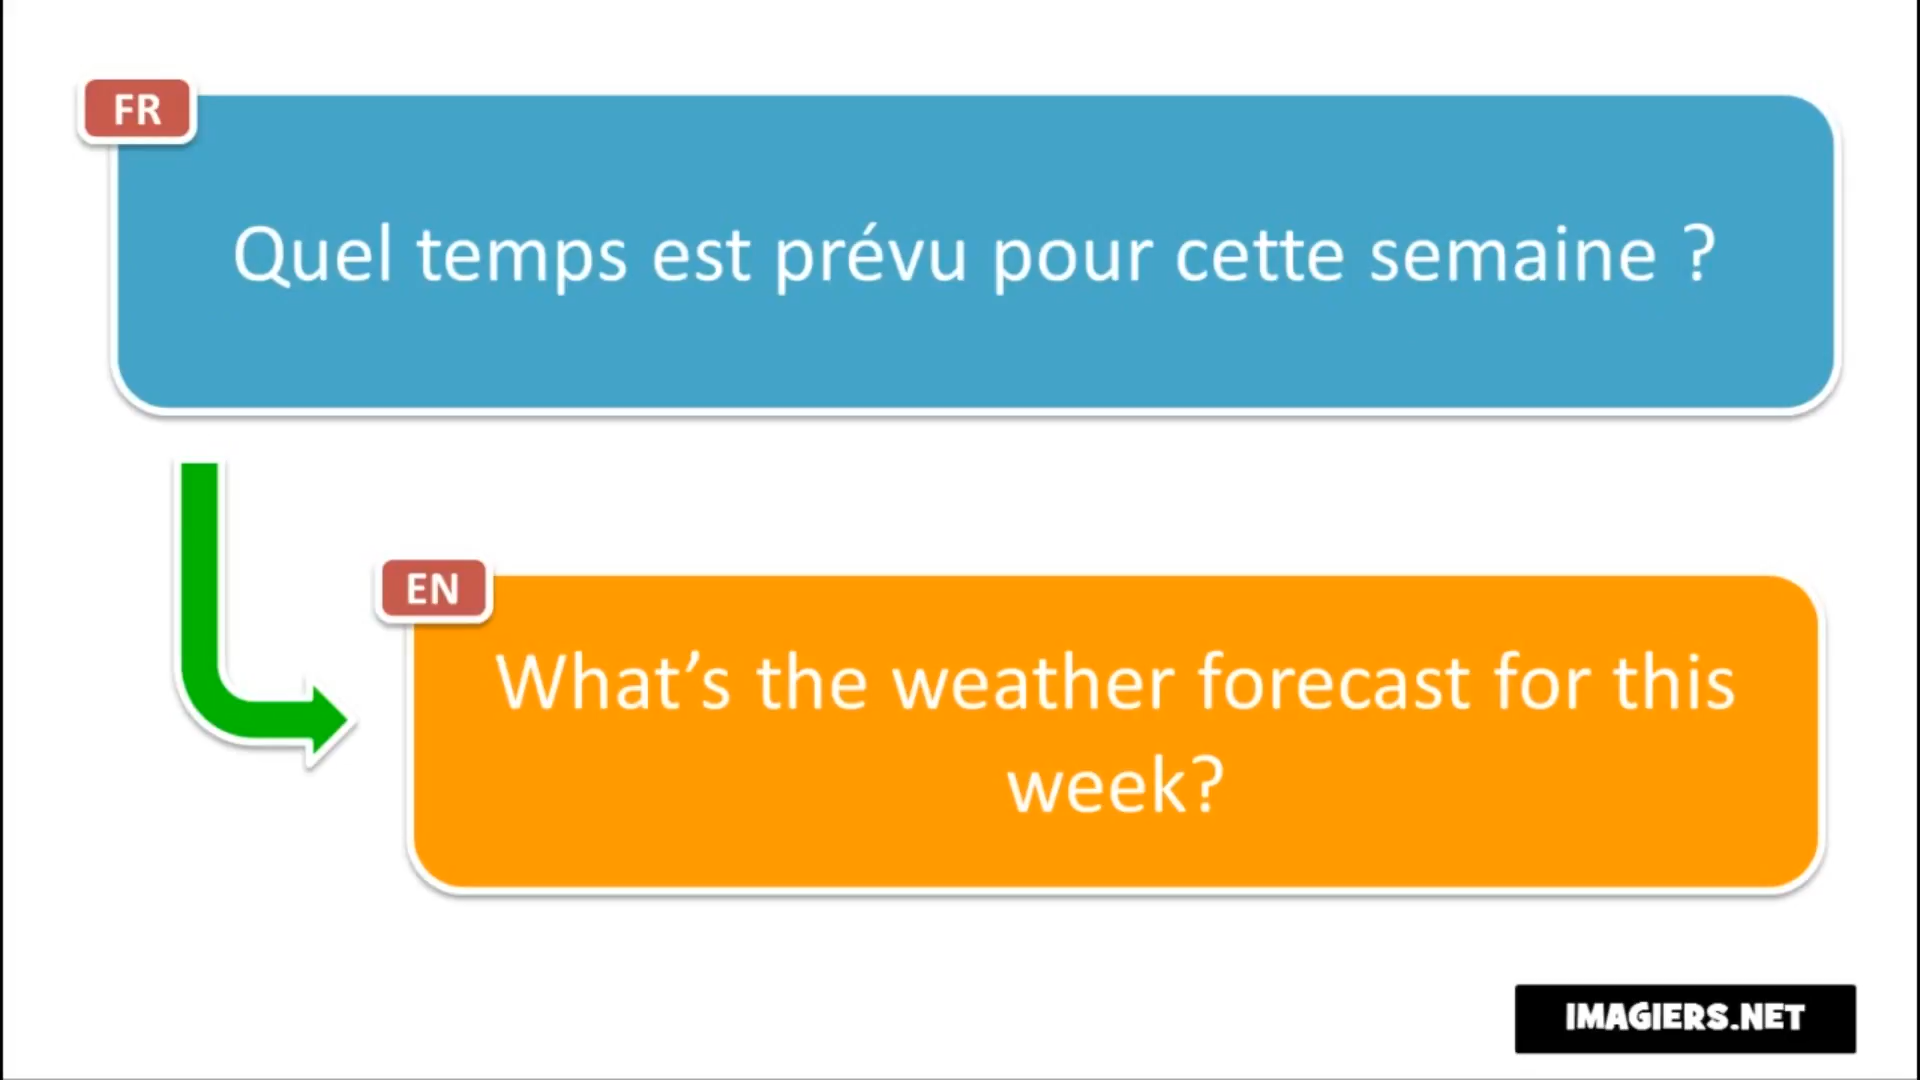 FR
Quel temps est prévu pour cette semaine ?
EN
What’s the weather forecast for this
week?
IMAGIERS.NET